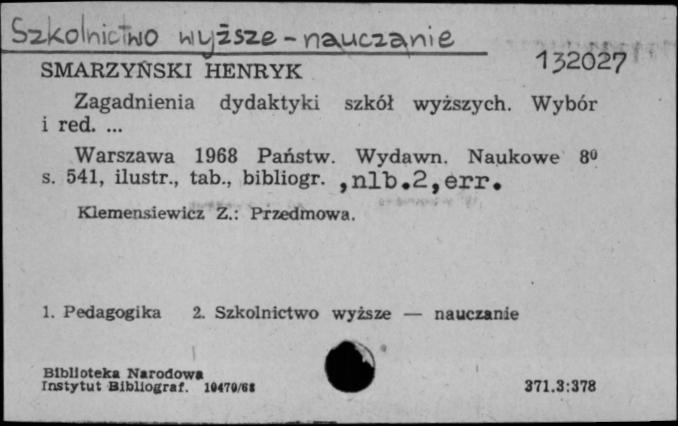 Szkolnictwo wyższe - nauczanie
132027
SMARZYŃSKI HENRYK
Zagadnienia dydaktyki szkół wyższych. Wybór
i red. ...
Warszawa 1968 Państw. Wydawn. Naukowe 8º
s. 541, ilustr., tab., bibliogr. ,nlb.2,err.
Klemensiewicz Z.: Przedmowa.
1. Pedagogika 2. Szkolnictwo wyższe — nauczanie
Biblioteka Narodowa
Instytut Bibliograf. 10470/68
371.3:378